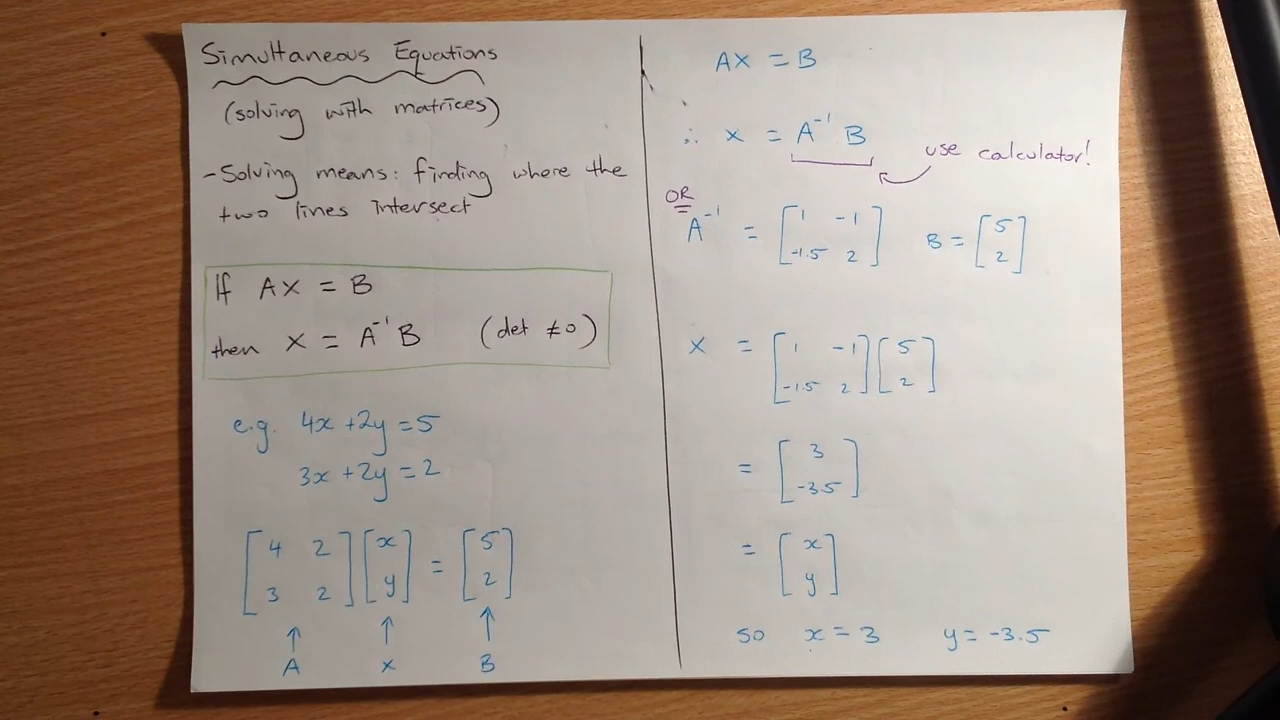 Simultaneous Equations
(solving with matrices)
- Solving means: finding where the
two lines intersect
If AX = B
then X = A⁻¹B (det ≠ 0)
e.g. 4x + 2y = 5
3x + 2y = 2
[4 2] [x] = [5]
[3 2] [y] [2]
↑ ↑ ↑
A X B
AX = B
∴ X = A⁻¹ B
use calculator!
OR
A⁻¹ = [1 -1] B = [5]
[-1.5 2] [2]
X = [1 -1] [5]
[-1.5 2] [2]
= [3]
[-3.5]
= [x]
[y]
so x = 3 y = -3.5